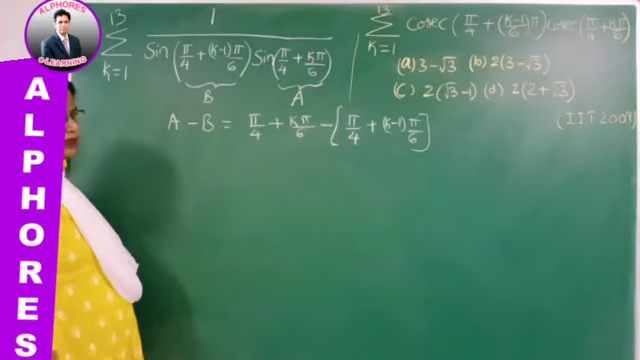 ALPHORES
e-LEARNING
ALPHORES
13
∑ 1 / Sin(π/4 + (k-1)π/6) Sin(π/4 + kπ/6)
K=1
B A
A - B = π/4 + kπ/6 - [π/4 + (k-1)π/6]
13
∑ Cosec(π/4 + (k-1)π/6) Cosec(π/4 + kπ/6)
K=1
(a) 3-√3 (b) 2(3-√3)
(c) 2(√3-1) (d) 2(2+√3)
(IIT-2009)